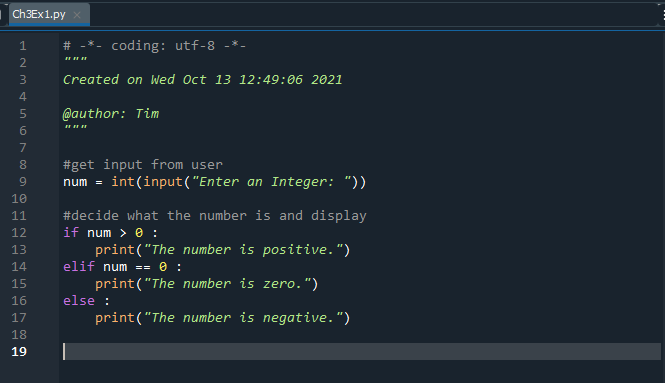 Ch3Ex1.py
1 # -*- coding: utf-8 -*-
2 """
3 Created on Wed Oct 13 12:49:06 2021
4
5 @author: Tim
6 """
7
8 #get input from user
9 num = int(input("Enter an Integer: "))
10
11 #decide what the number is and display
12 if num > 0 :
13     print("The number is positive.")
14 elif num == 0 :
15     print("The number is zero.")
16 else :
17     print("The number is negative.")
18
19